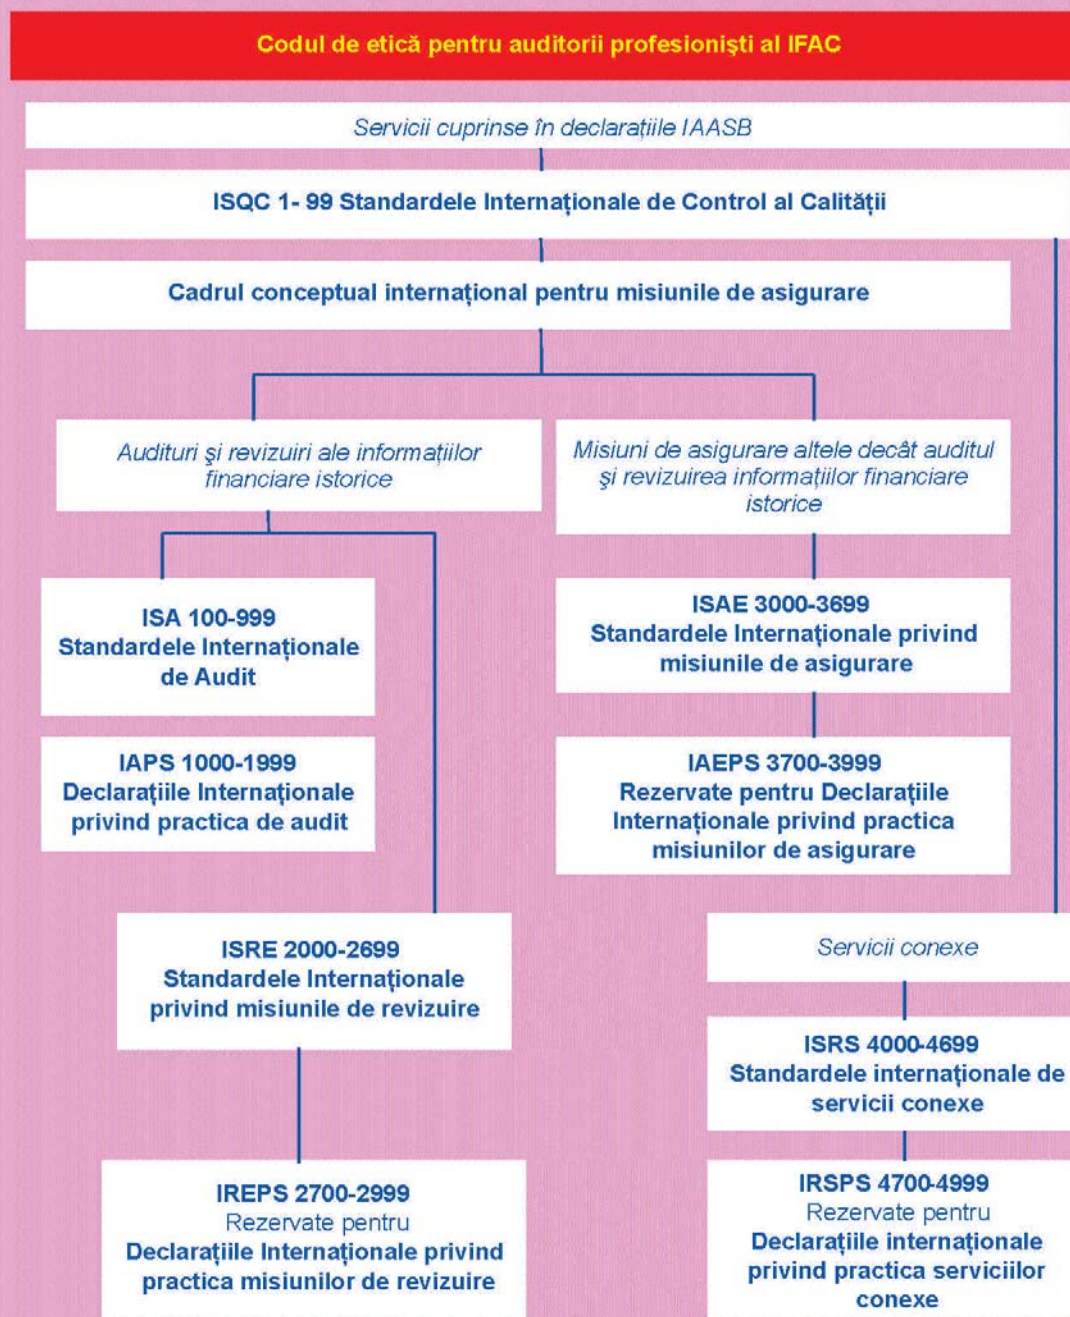 Codul de etică pentru auditorii profesionişti al IFAC
Servicii cuprinse în declarațiile IAASB
ISQC 1- 99 Standardele Internaționale de Control al Calității
Cadrul conceptual internațional pentru misiunile de asigurare
Audituri şi revizuiri ale informațiilor
financiare istorice
Misiuni de asigurare altele decât auditul
şi revizuirea informațiilor financiare
istorice
ISA 100-999
Standardele Internaționale
de Audit
ISAE 3000-3699
Standardele Internaționale privind
misiunile de asigurare
IAPS 1000-1999
Declarațiile Internaționale
privind practica de audit
IAEPS 3700-3999
Rezervate pentru Declarațiile
Internaționale privind practica
misiunilor de asigurare
ISRE 2000-2699
Standardele Internaționale
privind misiunile de revizuire
Servicii conexe
ISRS 4000-4699
Standardele internaționale de
servicii conexe
IREPS 2700-2999
Rezervate pentru
Declarațiile Internaționale privind
practica misiunilor de revizuire
IRSPS 4700-4999
Rezervate pentru
Declarațiile internaționale
privind practica serviciilor
conexe